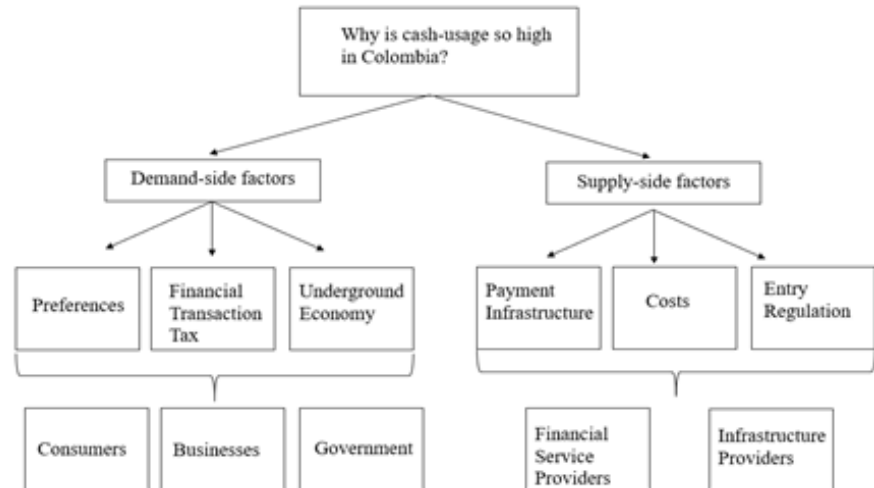 Why is cash-usage so high
in Colombia?
Demand-side factors
Supply-side factors
Preferences
Financial
Transaction
Tax
Underground
Economy
Payment
Infrastructure
Costs
Entry
Regulation
Consumers
Businesses
Government
Financial
Service
Providers
Infrastructure
Providers